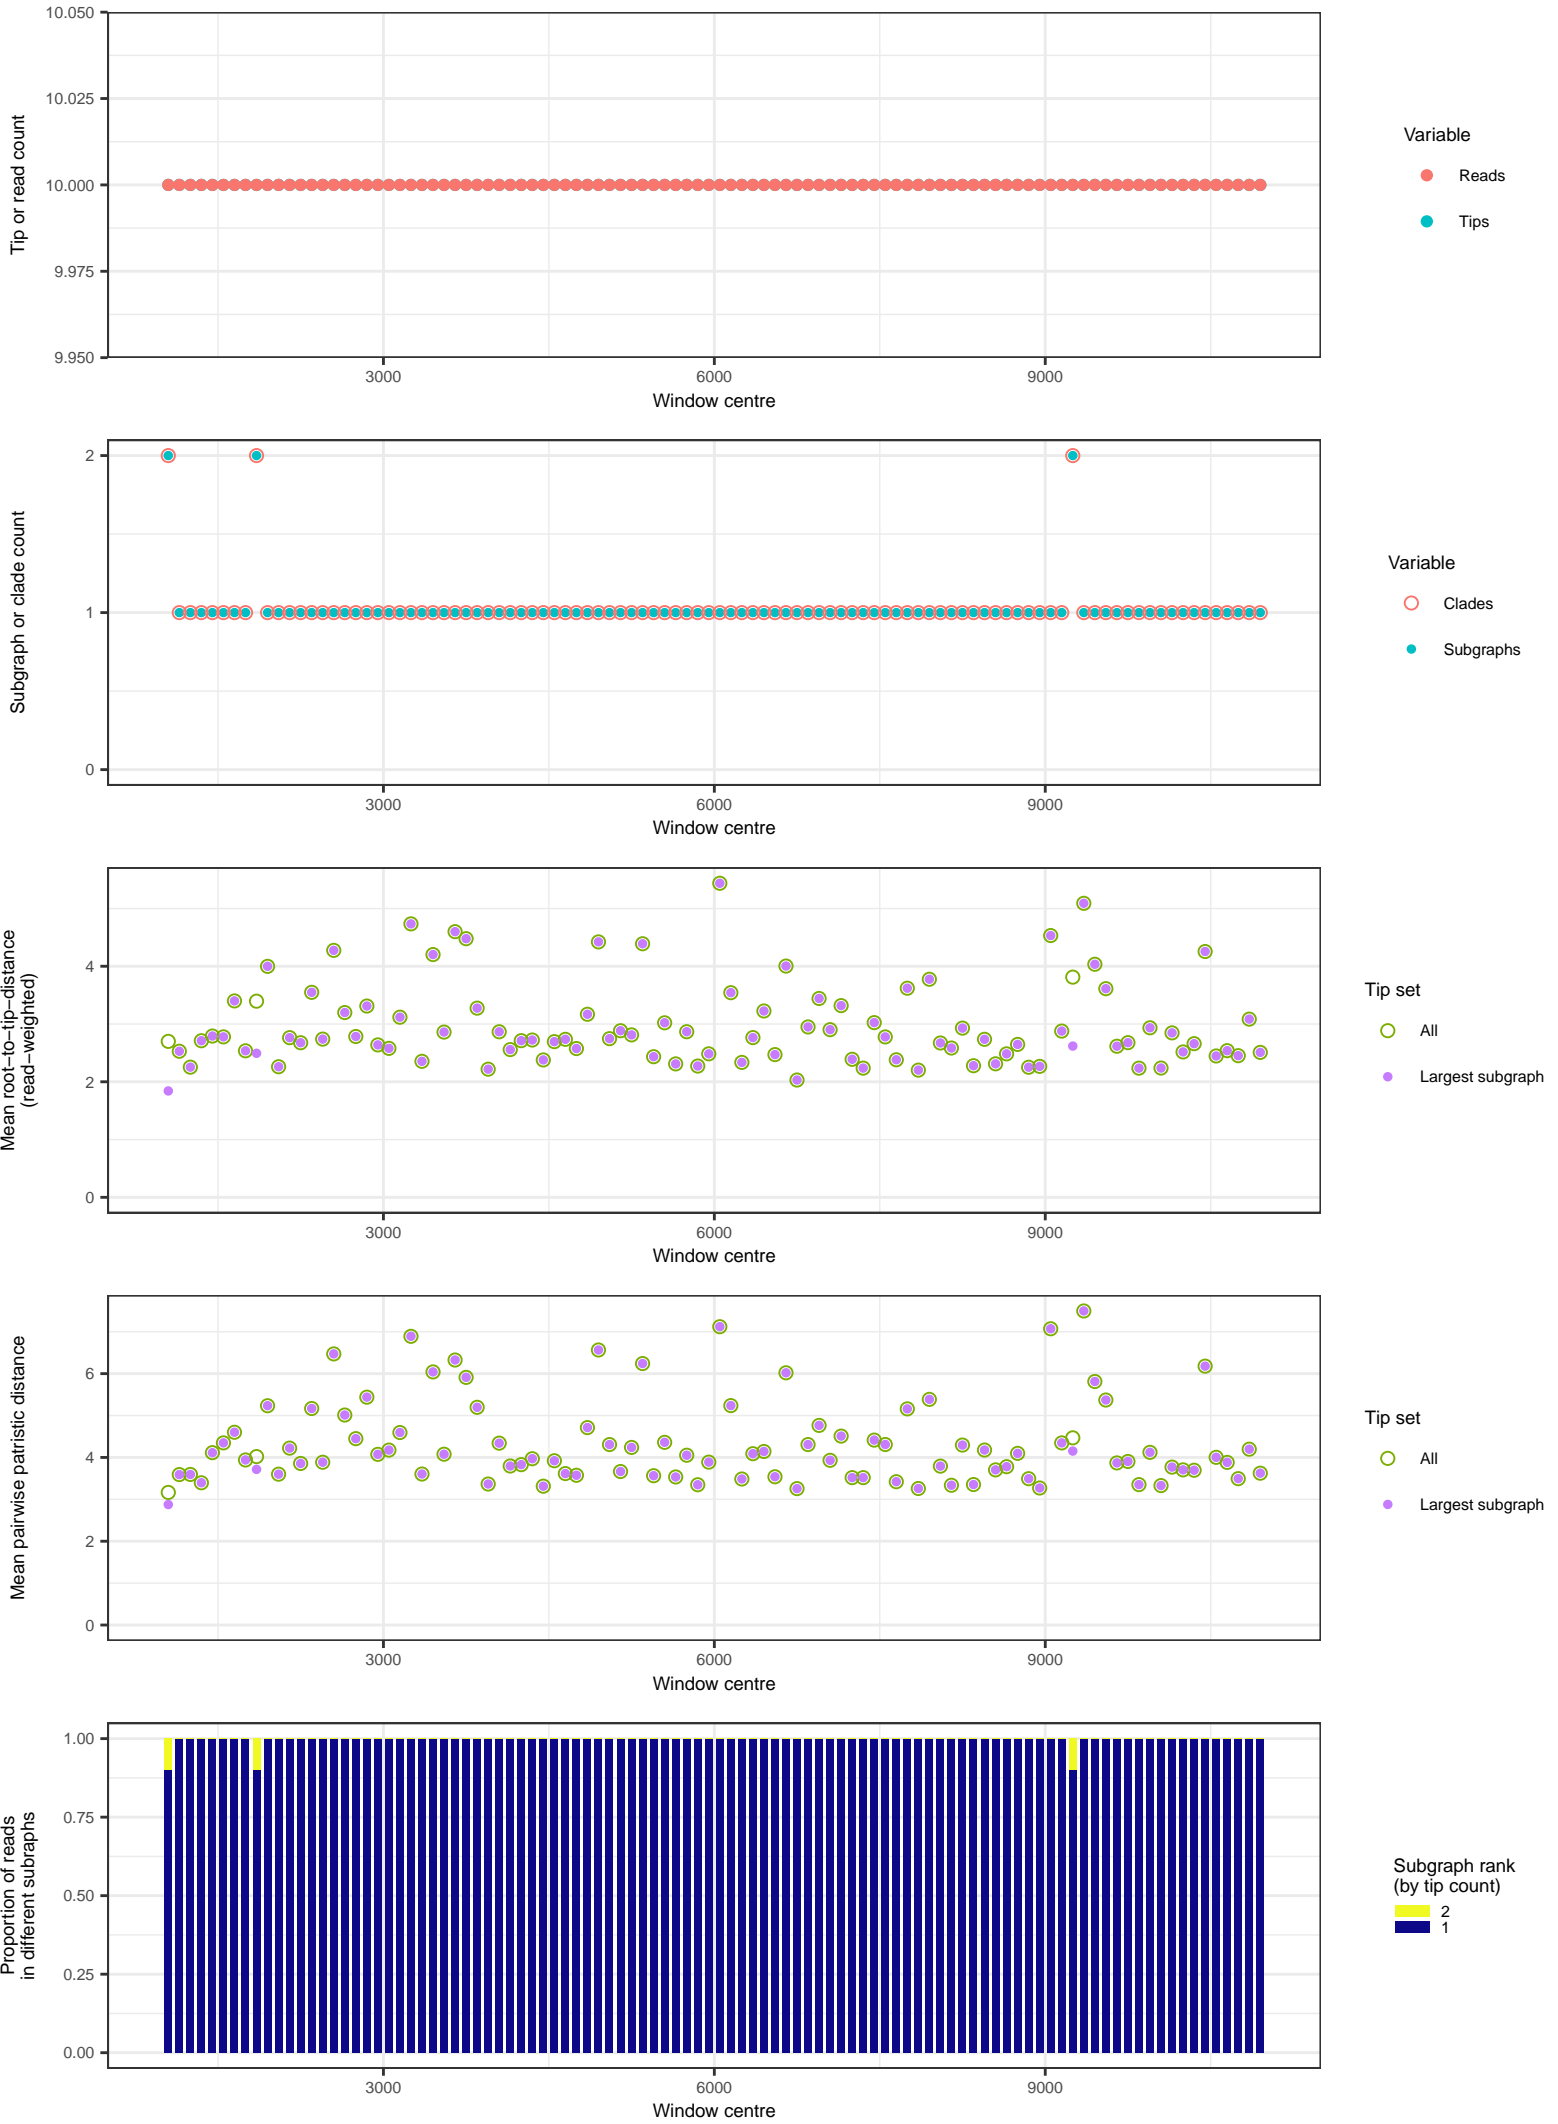 10.050
10.025
10.000
9.975
9.950
Tip or read count
3000 6000 9000
Window centre
Variable
Reads
Tips
2
1
0
Subgraph or clade count
3000 6000 9000
Window centre
Variable
Clades
Subgraphs
4
2
0
Mean root−to−tip−distance
(read−weighted)
3000 6000 9000
Window centre
Tip set
All
Largest subgraph
6
4
2
0
Mean pairwise patristic distance
3000 6000 9000
Window centre
Tip set
All
Largest subgraph
1.00
0.75
0.50
0.25
0.00
Proportion of reads
in different subraphs
3000 6000 9000
Window centre
Subgraph rank
(by tip count)
2
1